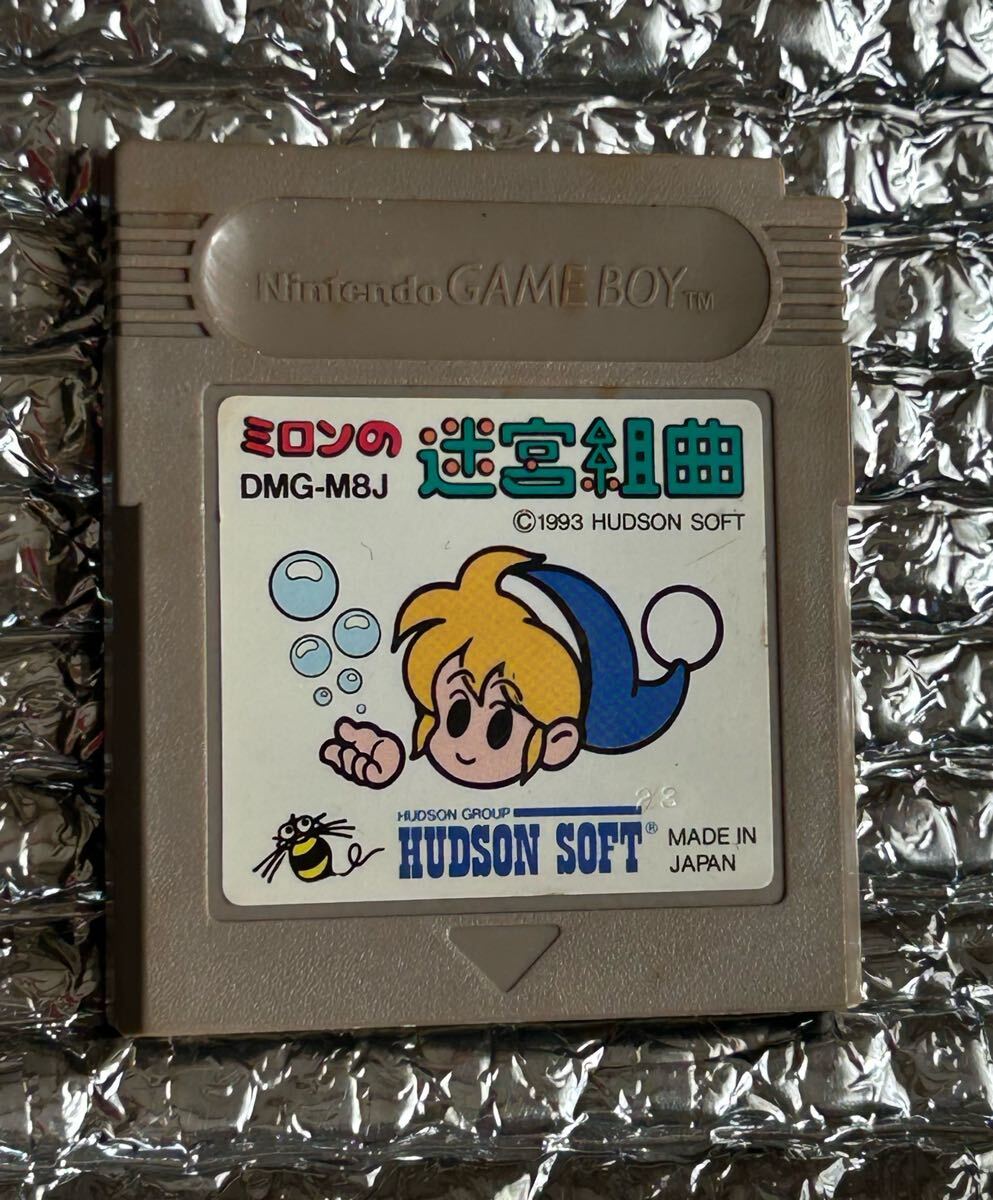 Nintendo GAME BOY™
ミロンの 迷宮組曲
DMG-M8J
©1993 HUDSON SOFT
23
HUDSON GROUP
HUDSON SOFT®
MADE IN
JAPAN